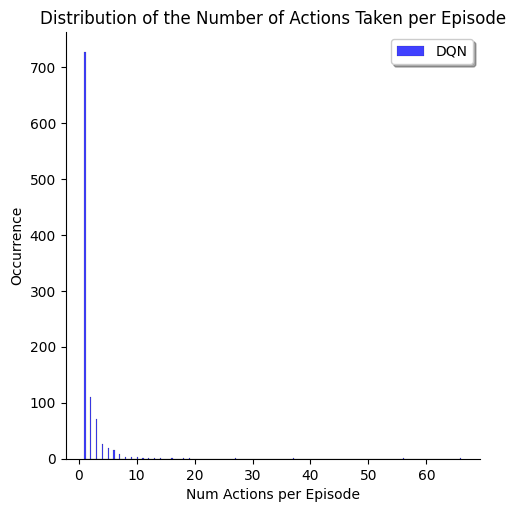 Distribution of the Number of Actions Taken per Episode
DQN
700
600
500
400
300
200
100
0
Occurrence
0 10 20 30 40 50 60
Num Actions per Episode